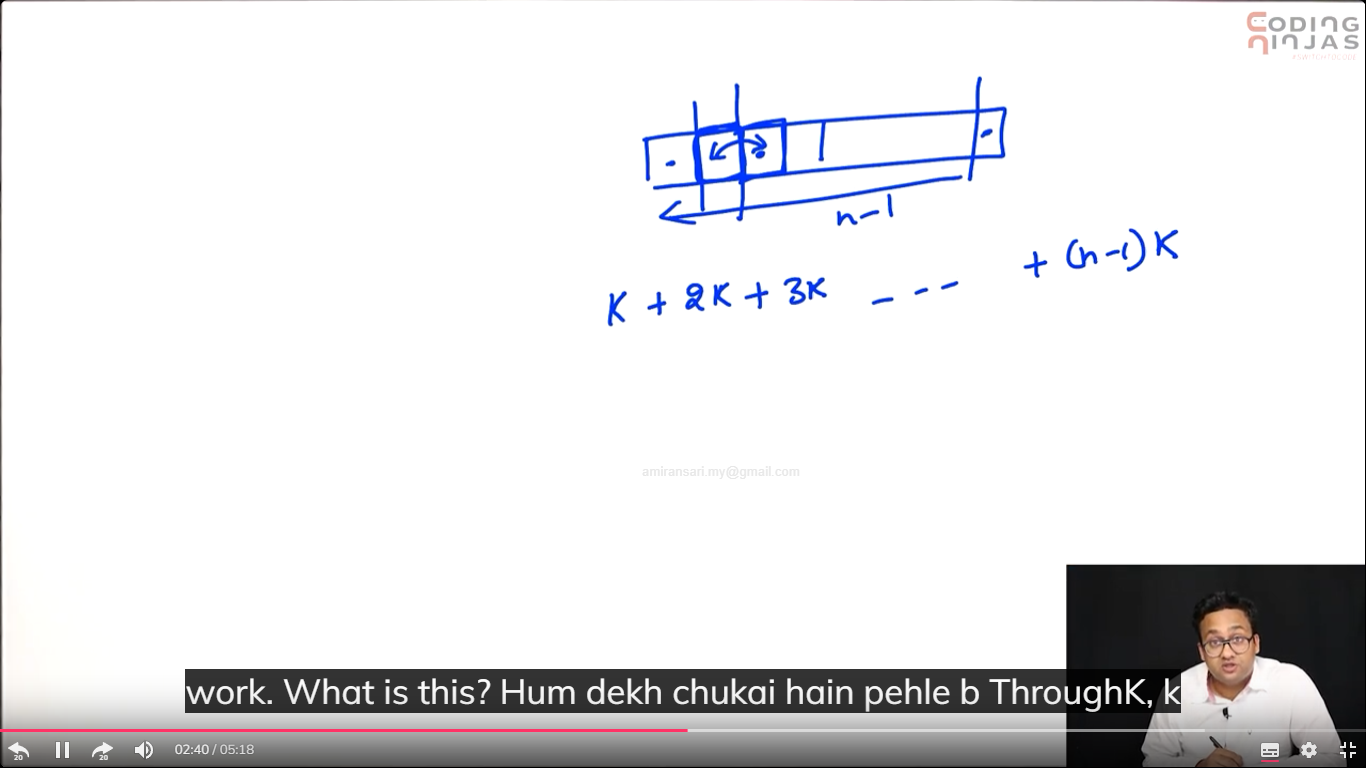 CODING
NINJAS
#SWITCHTOCODE
n-1
K + 2K + 3K --- + (n-1) K
amiransari.my@gmail.com
work. What is this? Hum dekh chukai hain pehle b ThroughK, k
20 20 02:40 / 05:18